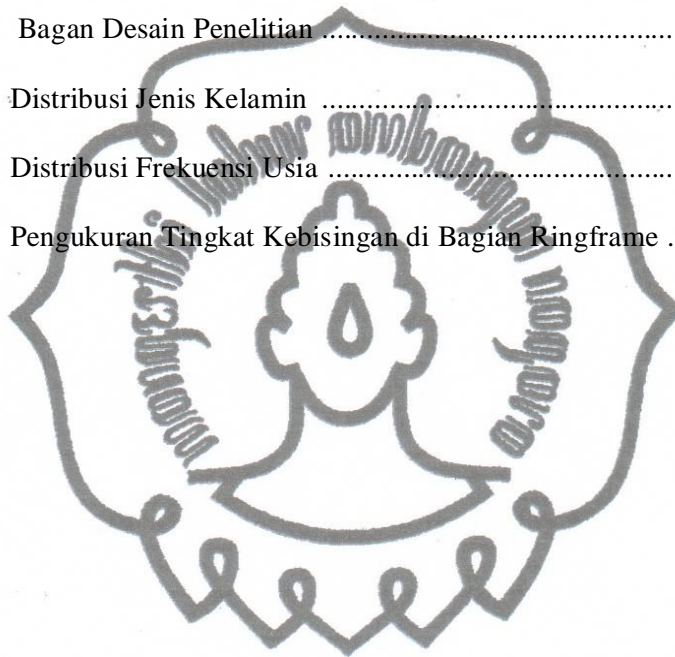 Bagan Desain Penelitian ..................................................
Distribusi Jenis Kelamin ..................................................
Distribusi Frekuensi Usia .................................................
Pengukuran Tingkat Kebisingan di Bagian Ringframe .